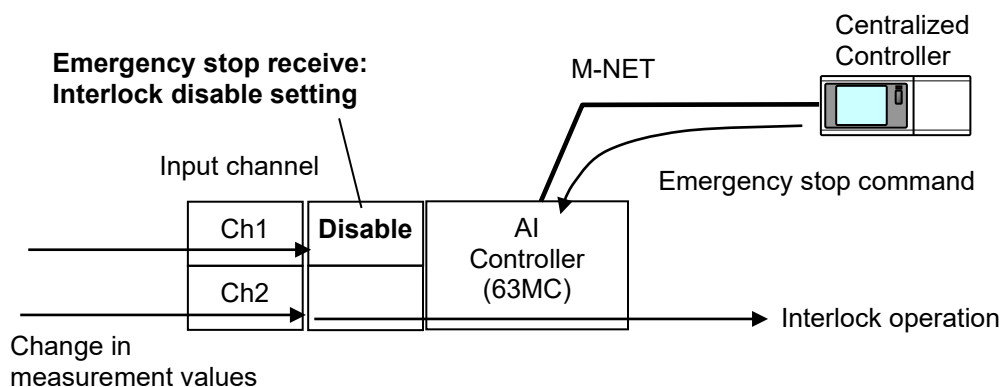 Centralized
Controller
Emergency stop receive:
Interlock disable setting
M-NET
Input channel
Emergency stop command
Ch1
Disable
AI
Controller
(63MC)
Ch2
Interlock operation
Change in
measurement values